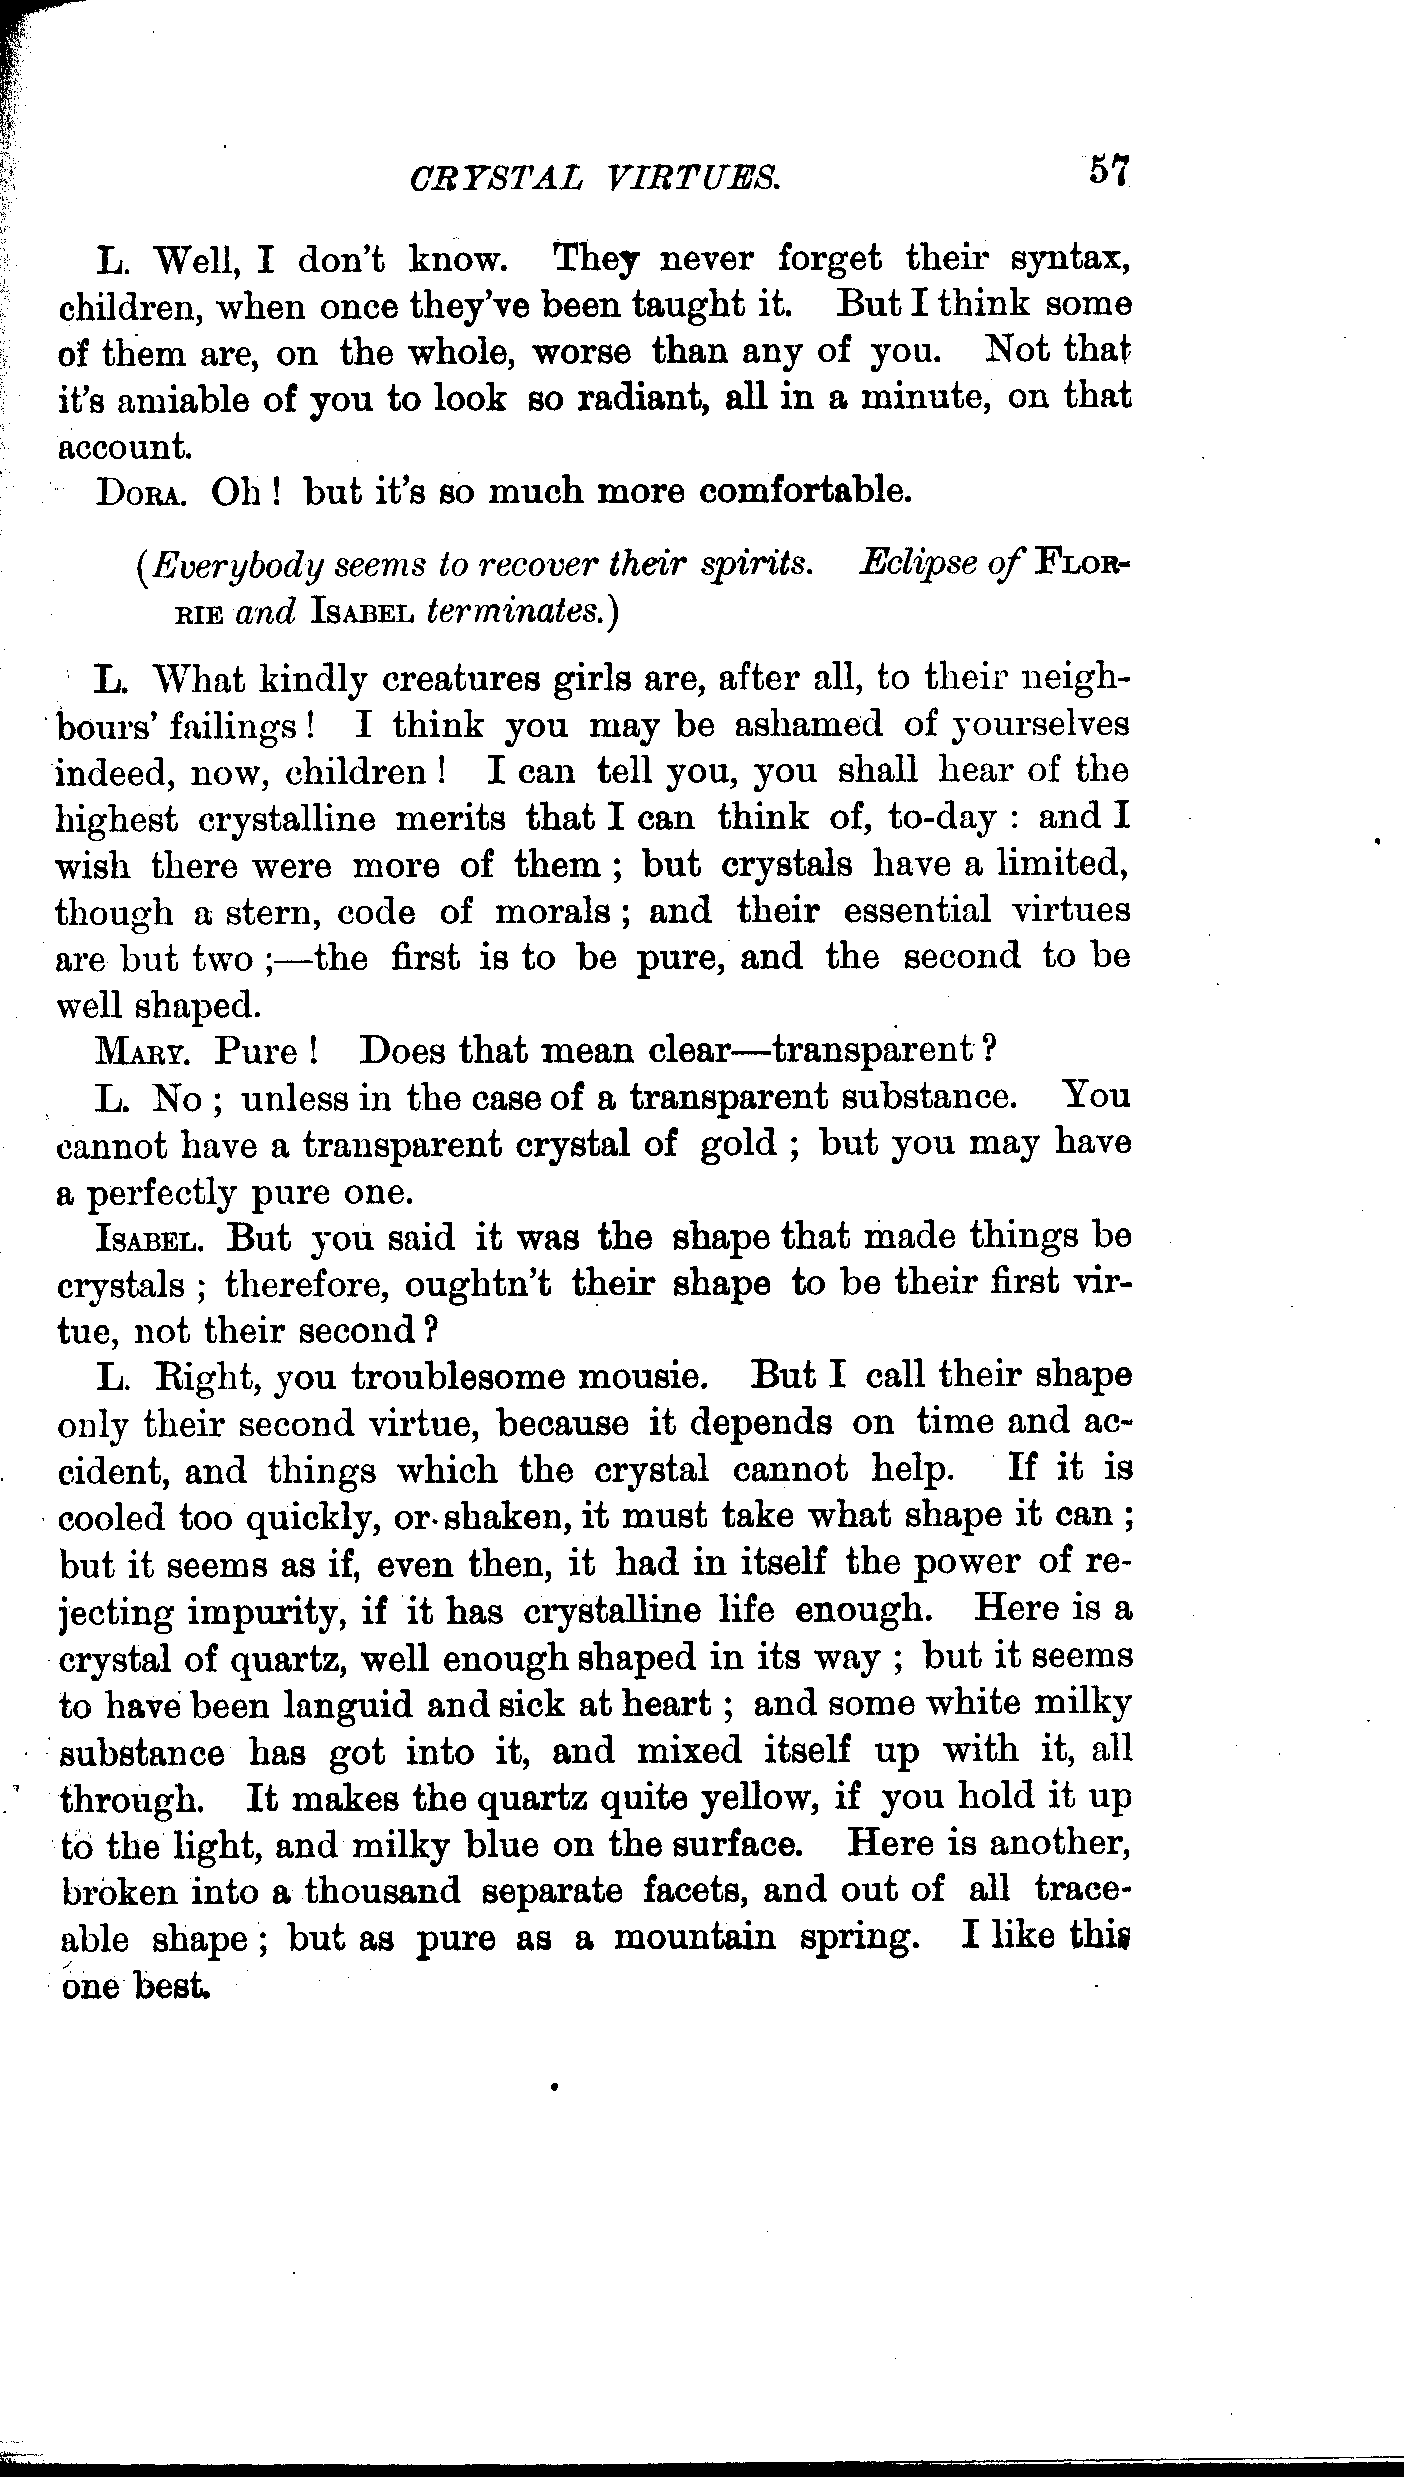 CRYSTAL VIRTUES. 57
L. Well, I don't know. They never forget their syntax,
children, when once they've been taught it. But I think some
of them are, on the whole, worse than any of you. Not that
it's amiable of you to look so radiant, all in a minute, on that
account.
DORA. Oh! but it's so much more comfortable.
(Everybody seems to recover their spirits. Eclipse of FLOR-
RIE and ISABEL terminates.)
L. What kindly creatures girls are, after all, to their neigh-
bours' failings! I think you may be ashamed of yourselves
indeed, now, children! I can tell you, you shall hear of the
highest crystalline merits that I can think of, to-day: and I
wish there were more of them; but crystals have a limited,
though a stern, code of morals; and their essential virtues
are but two;—the first is to be pure, and the second to be
well shaped.
MARY. Pure! Does that mean clear—transparent?
L. No; unless in the case of a transparent substance. You
cannot have a transparent crystal of gold; but you may have
a perfectly pure one.
ISABEL. But you said it was the shape that made things be
crystals; therefore, oughtn't their shape to be their first vir-
tue, not their second?
L. Right, you troublesome mousie. But I call their shape
only their second virtue, because it depends on time and ac-
cident, and things which the crystal cannot help. If it is
cooled too quickly, or shaken, it must take what shape it can;
but it seems as if, even then, it had in itself the power of re-
jecting impurity, if it has crystalline life enough. Here is a
crystal of quartz, well enough shaped in its way; but it seems
to have been languid and sick at heart; and some white milky
substance has got into it, and mixed itself up with it, all
through. It makes the quartz quite yellow, if you hold it up
to the light, and milky blue on the surface. Here is another,
broken into a thousand separate facets, and out of all trace-
able shape; but as pure as a mountain spring. I like this
one best.